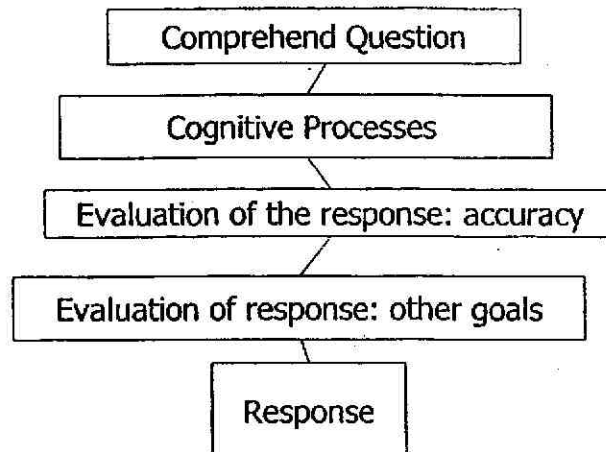 Comprehend Question
Cognitive Processes
Evaluation of the response: accuracy
Evaluation of response: other goals
Response